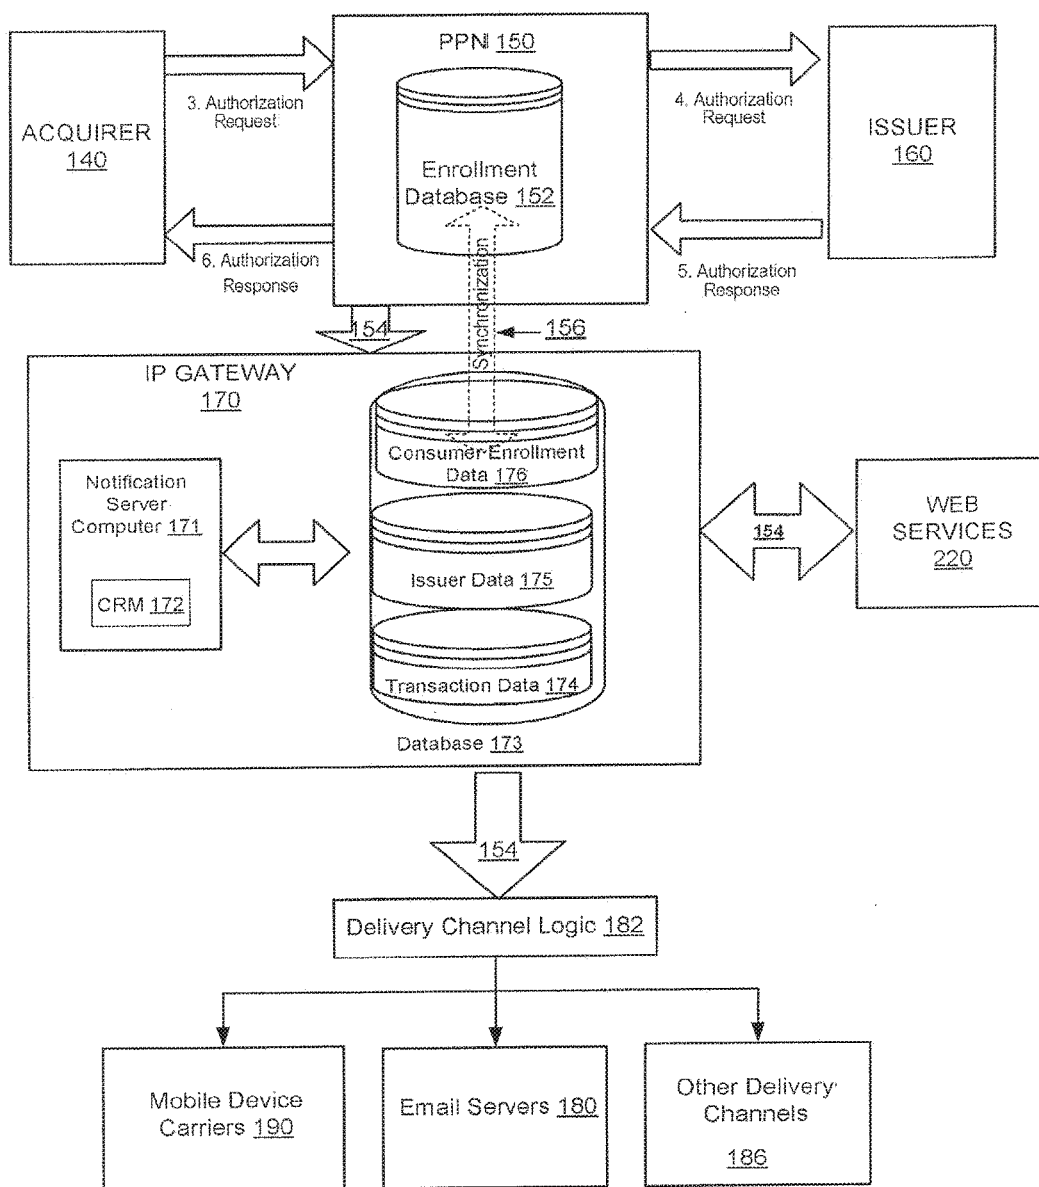 PPN 150
3. Authorization
Request
4. Authorization
Request
ACQUIRER
140
ISSUER
160
Enrollment
Database 152
6. Authorization
Response
5. Authorization
Response
Synchronization
154
156
IP GATEWAY
170
Consumer Enrollment
Data 176
Notification
Server
Computer 171
CRM 172
Issuer Data 175
Transaction Data 174
Database 173
154
WEB
SERVICES
220
154
Delivery Channel Logic 182
Mobile Device
Carriers 190
Email Servers 180
Other Delivery
Channels
186